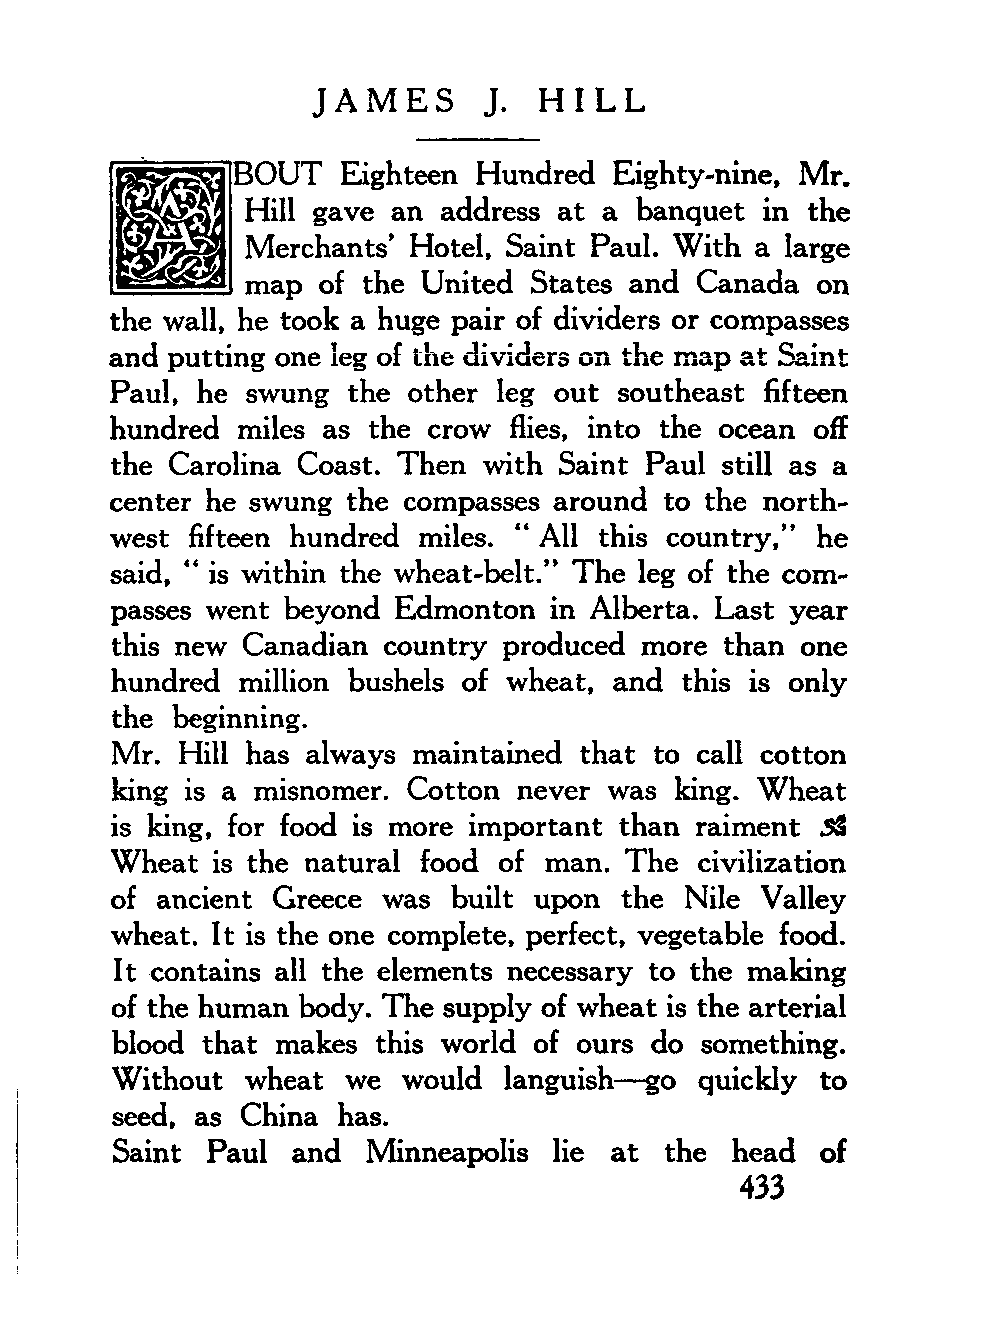 JAMES J. HILL
ABOUT Eighteen Hundred Eighty-nine, Mr.
Hill gave an address at a banquet in the
Merchants' Hotel, Saint Paul. With a large
map of the United States and Canada on
the wall, he took a huge pair of dividers or compasses
and putting one leg of the dividers on the map at Saint
Paul, he swung the other leg out southeast fifteen
hundred miles as the crow flies, into the ocean off
the Carolina Coast. Then with Saint Paul still as a
center he swung the compasses around to the north-
west fifteen hundred miles. “ All this country,” he
said, “ is within the wheat-belt.” The leg of the com-
passes went beyond Edmonton in Alberta. Last year
this new Canadian country produced more than one
hundred million bushels of wheat, and this is only
the beginning.
Mr. Hill has always maintained that to call cotton
king is a misnomer. Cotton never was king. Wheat
is king, for food is more important than raiment
Wheat is the natural food of man. The civilization
of ancient Greece was built upon the Nile Valley
wheat. It is the one complete, perfect, vegetable food.
It contains all the elements necessary to the making
of the human body. The supply of wheat is the arterial
blood that makes this world of ours do something.
Without wheat we would languish—go quickly to
seed, as China has.
Saint Paul and Minneapolis lie at the head of
433